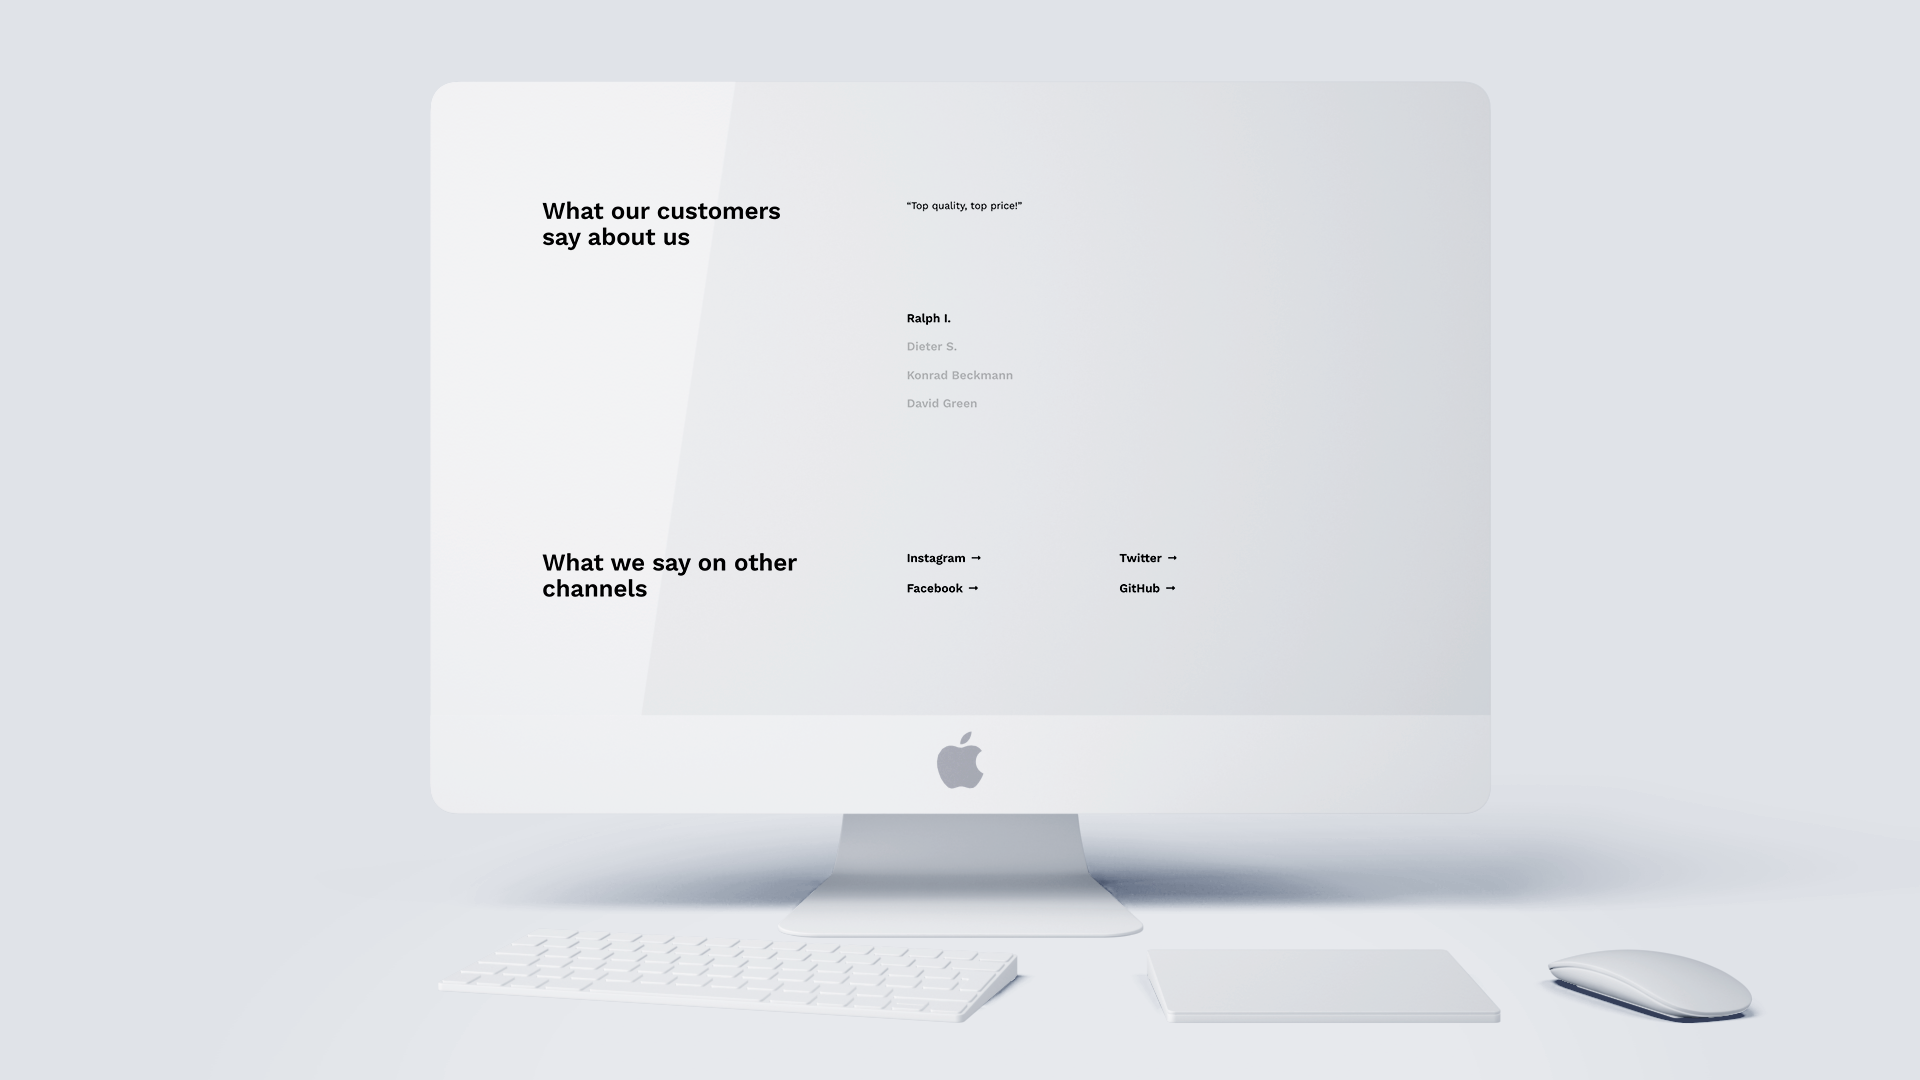 What our customers
say about us
“Top quality, top price!”
Ralph I.
Dieter S.
Konrad Beckmann
David Green
What we say on other
channels
Instagram →
Twitter →
Facebook →
GitHub →